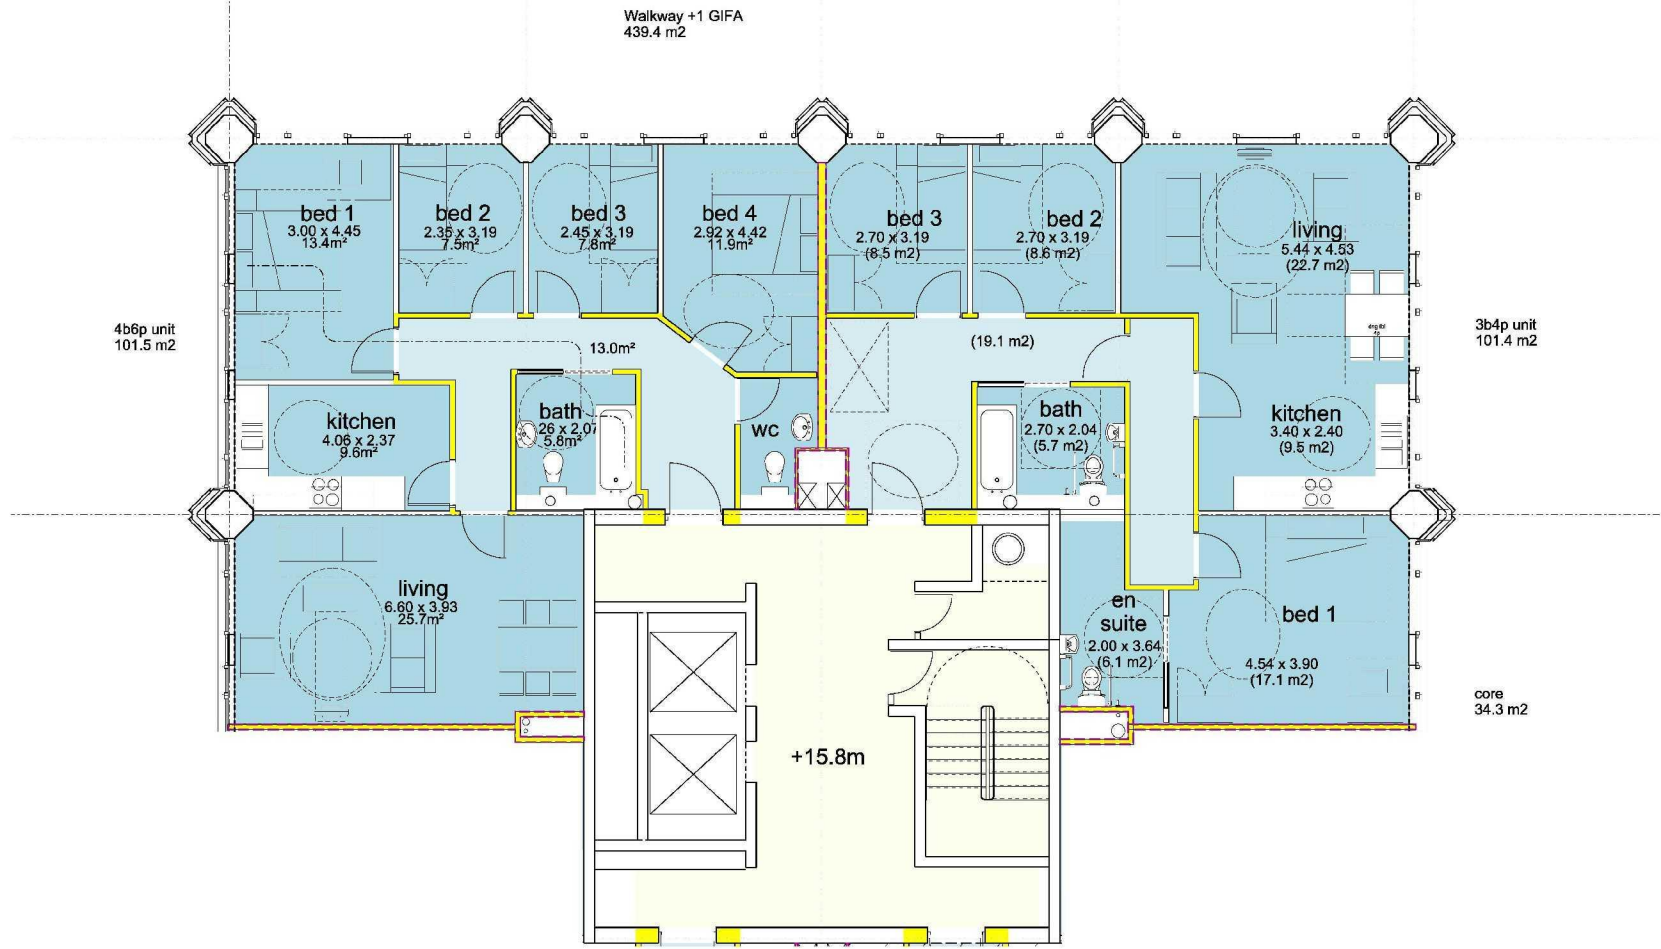 Walkway +1 GIFA
439.4 m2
4b6p unit
101.5 m2
bed 1
3.00 x 4.45
13.4m²
bed 2
2.35 x 3.19
7.5m²
bed 3
2.45 x 3.19
7.8m²
bed 4
2.92 x 4.42
11.9m²
bed 3
2.70 x 3.19
(8.5 m2)
bed 2
2.70 x 3.19
(8.6 m2)
living
5.44 x 4.53
(22.7 m2)
3b4p unit
101.4 m2
13.0m²
(19.1 m2)
kitchen
4.06 x 2.37
9.6m²
bath
26 x 2.07
5.8m²
wc
bath
2.70 x 2.04
(5.7 m2)
kitchen
3.40 x 2.40
(9.5 m2)
living
6.60 x 3.93
25.7m²
en
suite
2.00 x 3.64
(6.1 m2)
bed 1
4.54 x 3.90
(17.1 m2)
core
34.3 m2
+15.8m